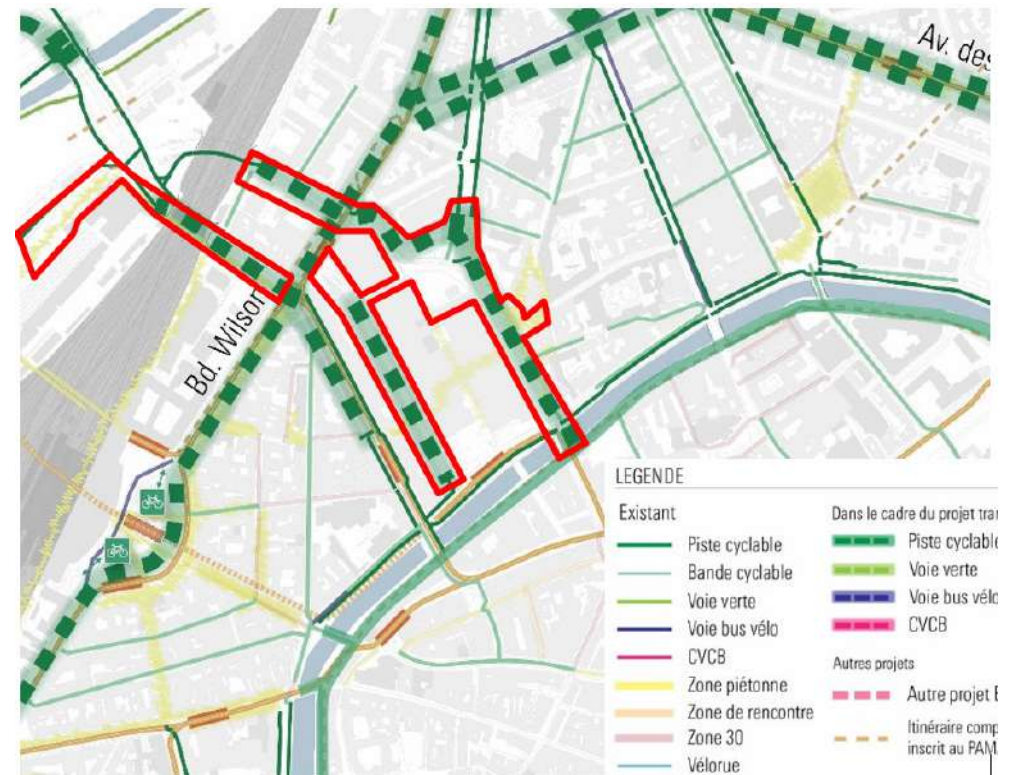 Av. des
Bd. Wilson
LEGENDE
Existant
Piste cyclable
Bande cyclable
Voie verte
Voie bus vélo
CVCB
Zone piétonne
Zone de rencontre
Zone 30
Vélorue
Dans le cadre du projet tran
Piste cyclable
Voie verte
Voie bus vélo
CVCB
Autres projets
Autre projet E
Itinéraire comp
inscrit au PAM